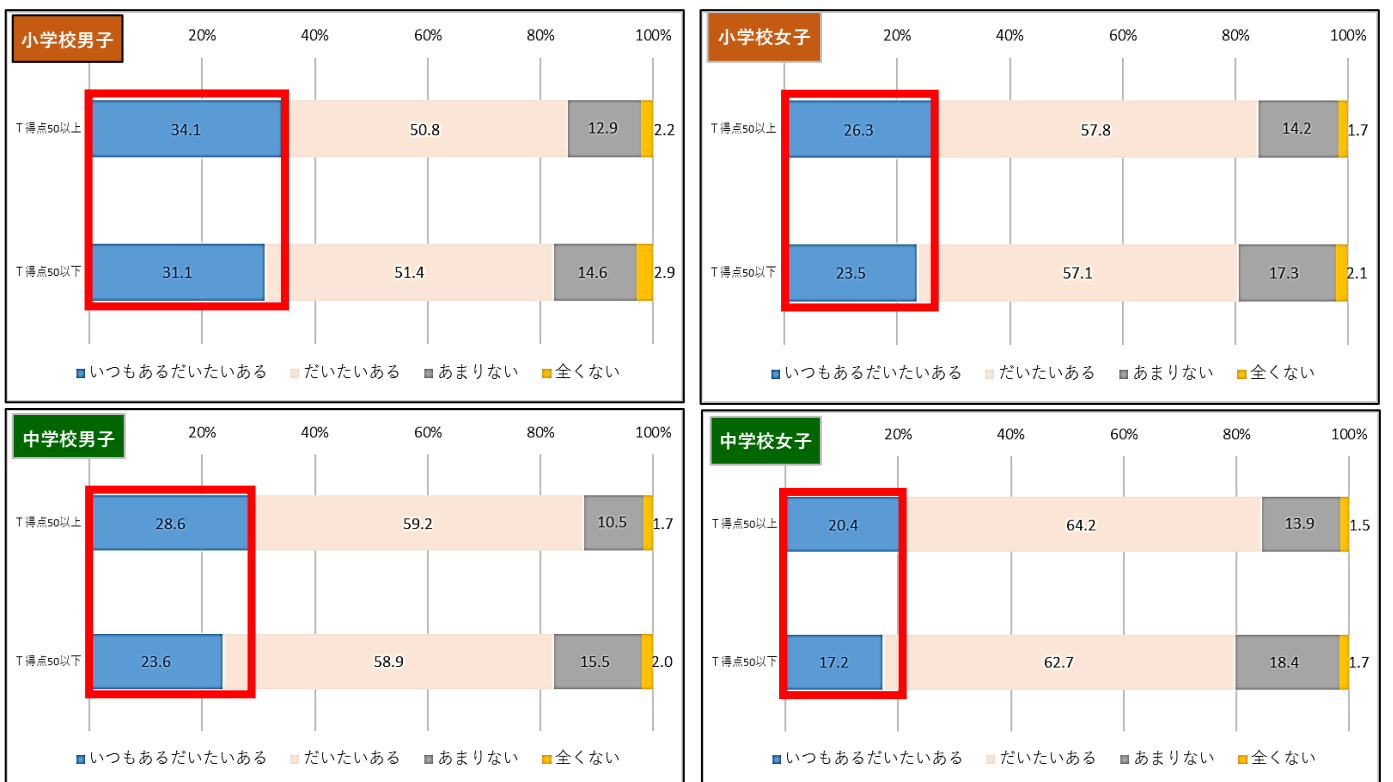 小学校男子
20% 40% 60% 80% 100%
T得点50以上 34.1 50.8 12.9 2.2
T得点50以下 31.1 51.4 14.6 2.9
いつもあるだいたいある だいたいある あまりない 全くない
小学校女子
20% 40% 60% 80% 100%
T得点50以上 26.3 57.8 14.2 1.7
T得点50以下 23.5 57.1 17.3 2.1
いつもあるだいたいある だいたいある あまりない 全くない
中学校男子
20% 40% 60% 80% 100%
T得点50以上 28.6 59.2 10.5 1.7
T得点50以下 23.6 58.9 15.5 2.0
いつもあるだいたいある だいたいある あまりない 全くない
中学校女子
20% 40% 60% 80% 100%
T得点50以上 20.4 64.2 13.9 1.5
T得点50以下 17.2 62.7 18.4 1.7
いつもあるだいたいある だいたいある あまりない 全くない